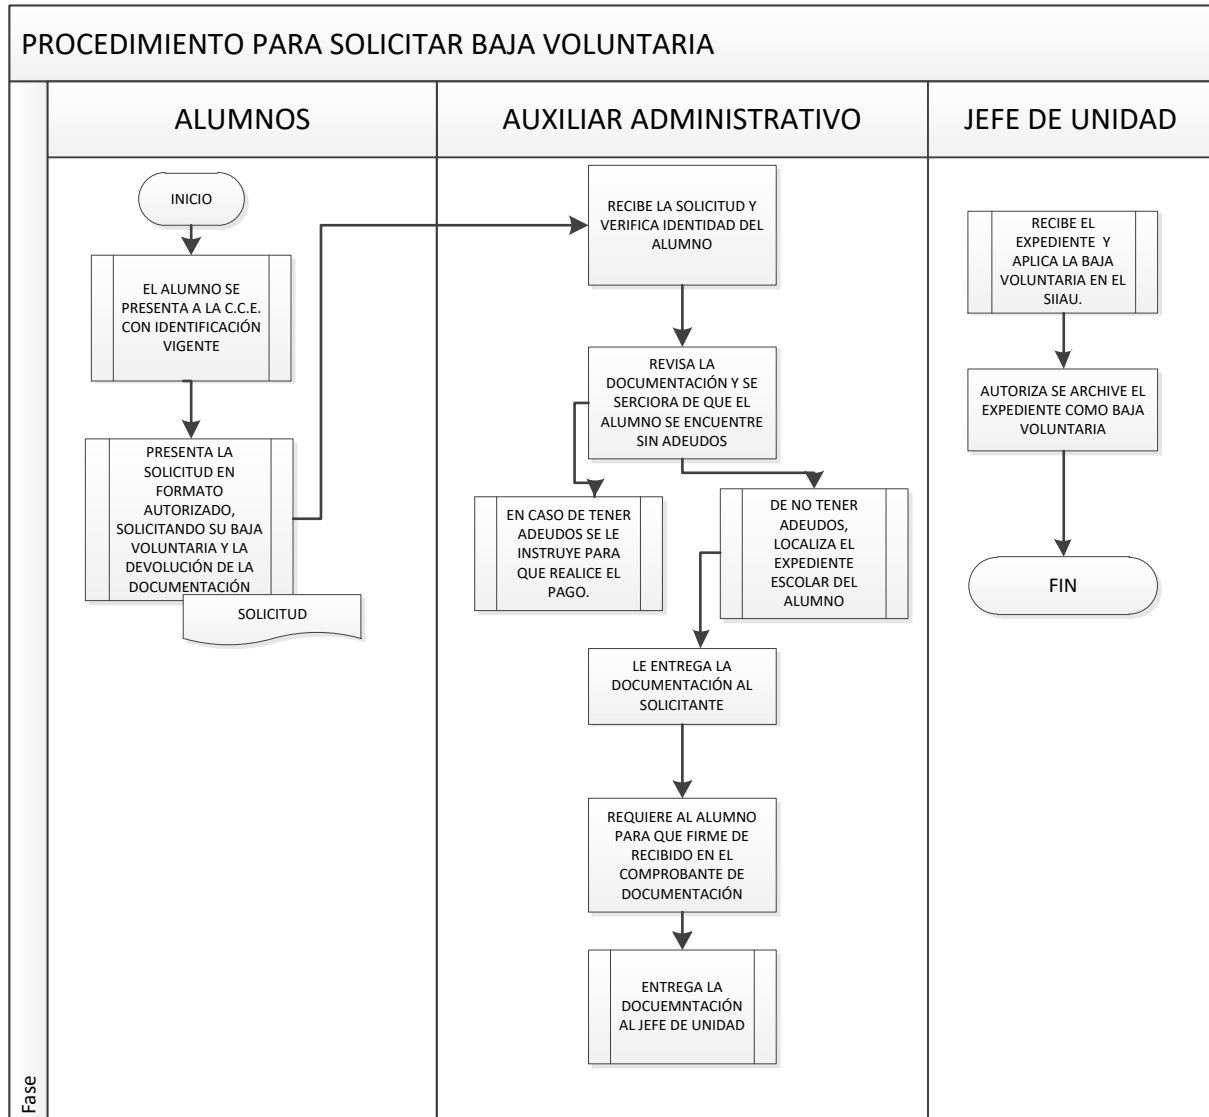 PROCEDIMIENTO PARA SOLICITAR BAJA VOLUNTARIA
ALUMNOS
AUXILIAR ADMINISTRATIVO
JEFE DE UNIDAD
INICIO
EL ALUMNO SE
PRESENTA A LA C.C.E.
CON IDENTIFICACIÓN
VIGENTE
PRESENTA LA
SOLICITUD EN
FORMATO
AUTORIZADO,
SOLICITANDO SU BAJA
VOLUNTARIA Y LA
DEVOLUCIÓN DE LA
DOCUMENTACIÓN
SOLICITUD
RECIBE LA SOLICITUD Y
VERIFICA IDENTIDAD DEL
ALUMNO
REVISA LA
DOCUMENTACIÓN Y SE
SERCIORA DE QUE EL
ALUMNO SE ENCUENTRE
SIN ADEUDOS
EN CASO DE TENER
ADEUDOS SE LE
INSTRUYE PARA
QUE REALICE EL
PAGO.
DE NO TENER
ADEUDOS,
LOCALIZA EL
EXPEDIENTE
ESCOLAR DEL
ALUMNO
LE ENTREGA LA
DOCUMENTACIÓN AL
SOLICITANTE
REQUIERE AL ALUMNO
PARA QUE FIRME DE
RECIBIDO EN EL
COMPROBANTE DE
DOCUMENTACIÓN
ENTREGA LA
DOCUEMNTACIÓN
AL JEFE DE UNIDAD
RECIBE EL
EXPEDIENTE Y
APLICA LA BAJA
VOLUNTARIA EN EL
SIIAU.
AUTORIZA SE ARCHIVE EL
EXPEDIENTE COMO BAJA
VOLUNTARIA
FIN
Fase